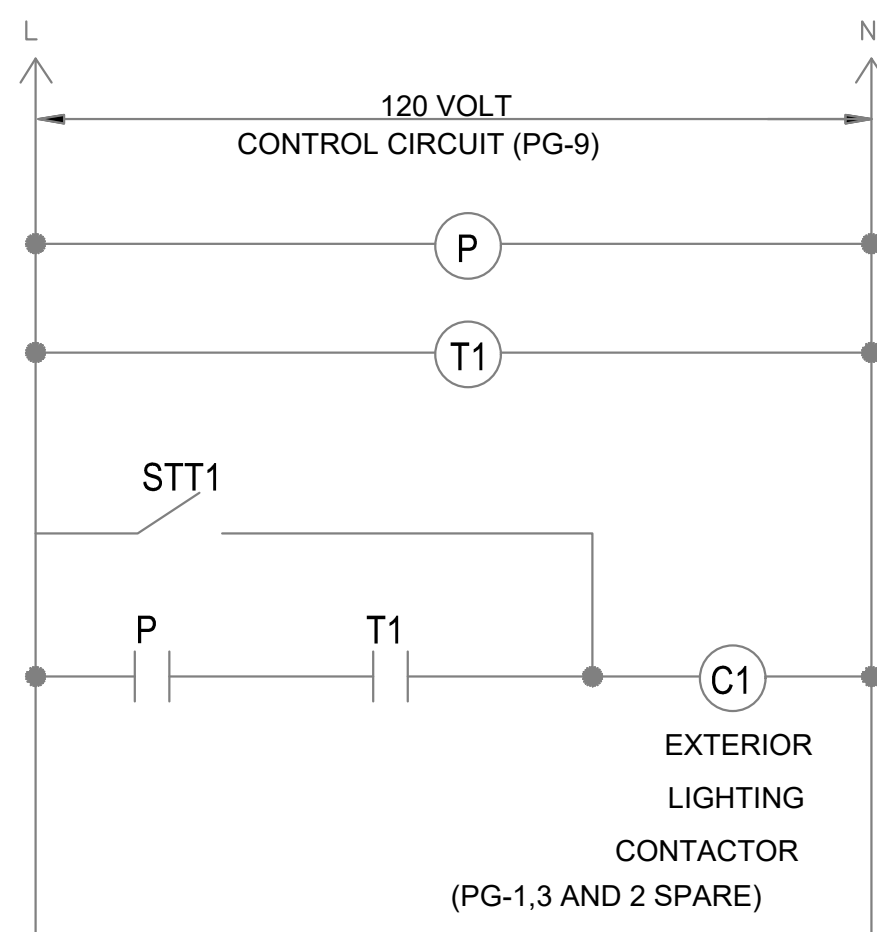 L N
120 VOLT
CONTROL CIRCUIT (PG-9)
P
T1
STT1
P T1
C1
EXTERIOR
LIGHTING
CONTACTOR
(PG-1,3 AND 2 SPARE)